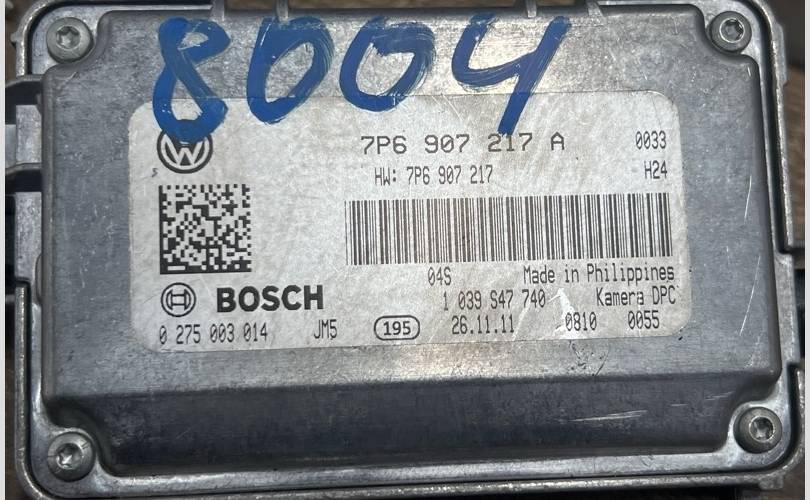 8004
7P6 907 217 A 0033
HW: 7P6 907 217 H24
04S Made in Philippines
BOSCH 1 039 S47 740 Kamera DPC
0 275 003 014 JM5 195 26.11.11 0810 0055